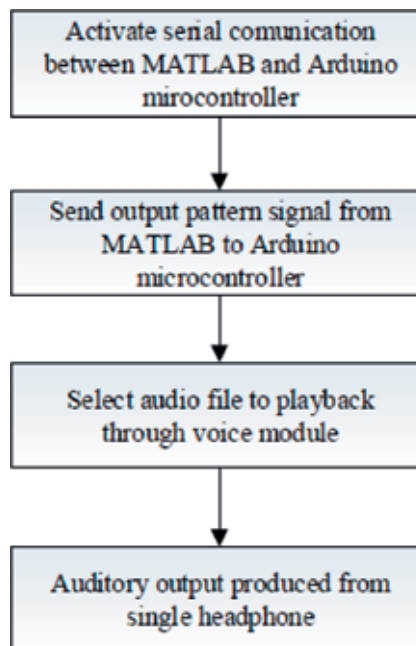 Activate serial comunication
between MATLAB and Arduino
mirocontroller
Send output pattern signal from
MATLAB to Arduino
microcontroller
Select audio file to playback
through voice module
Auditory output produced from
single headphone